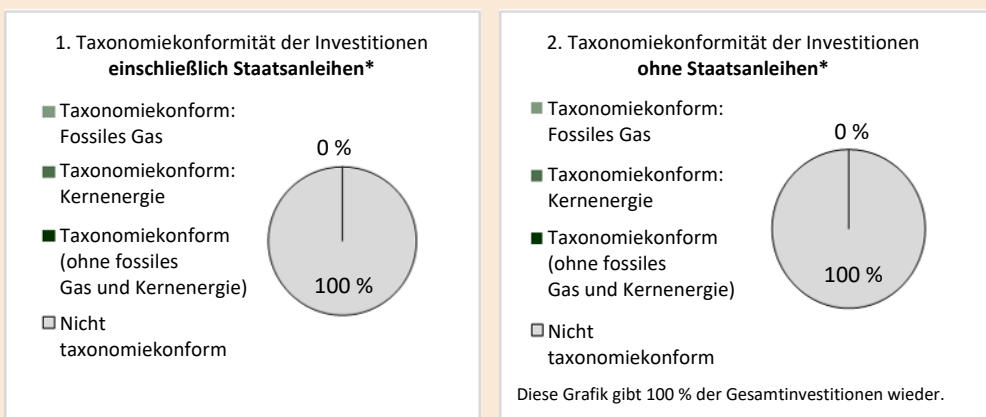 1. Taxonomiekonformität der Investitionen
einschließlich Staatsanleihen*
Taxonomiekonform:
Fossiles Gas
Taxonomiekonform:
Kernenergie
Taxonomiekonform
(ohne fossiles
Gas und Kernenergie)
Nicht
taxonomiekonform
0 %
100 %
2. Taxonomiekonformität der Investitionen
ohne Staatsanleihen*
Taxonomiekonform:
Fossiles Gas
Taxonomiekonform:
Kernenergie
Taxonomiekonform
(ohne fossiles
Gas und Kernenergie)
Nicht
taxonomiekonform
0 %
100 %
Diese Grafik gibt 100 % der Gesamtinvestitionen wieder.